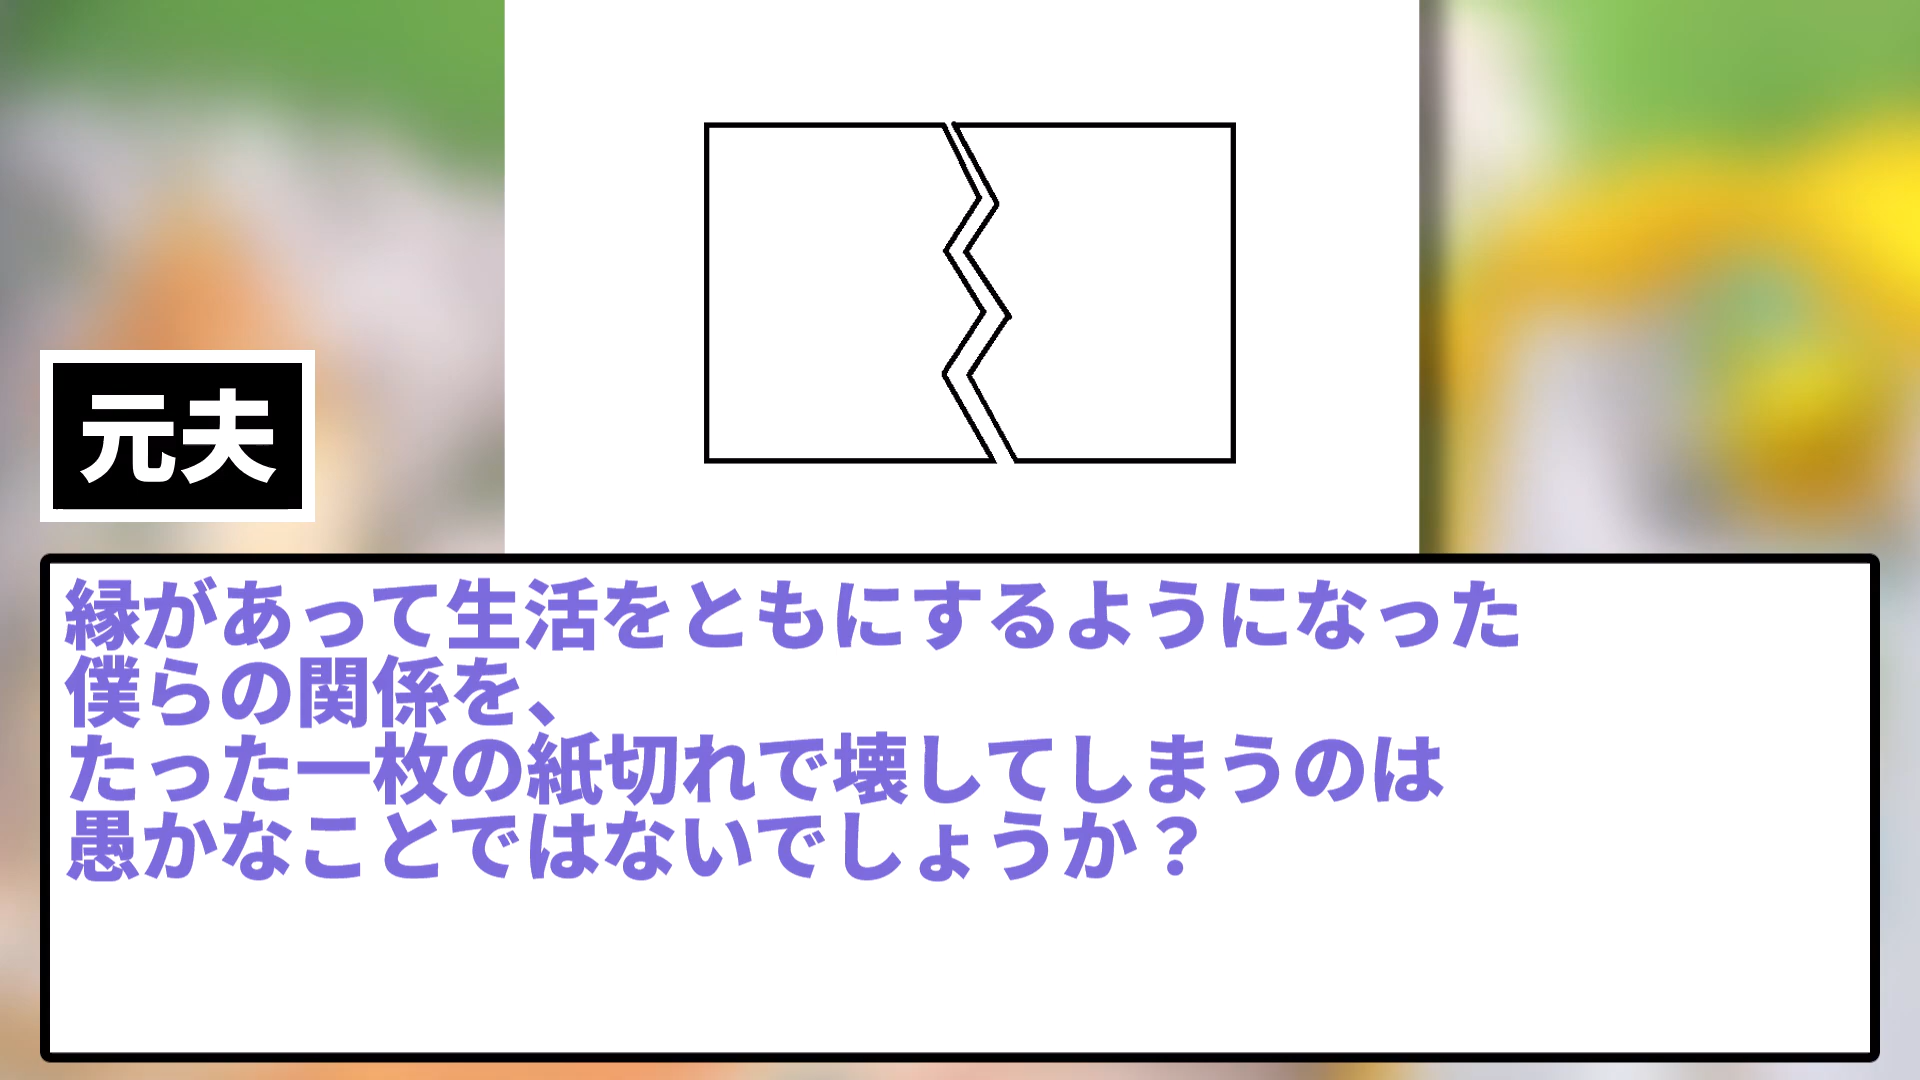 元夫
縁があって生活をともにするようになった
僕らの関係を、
たった一枚の紙切れで壊してしまうのは
愚かなことではないでしょうか？